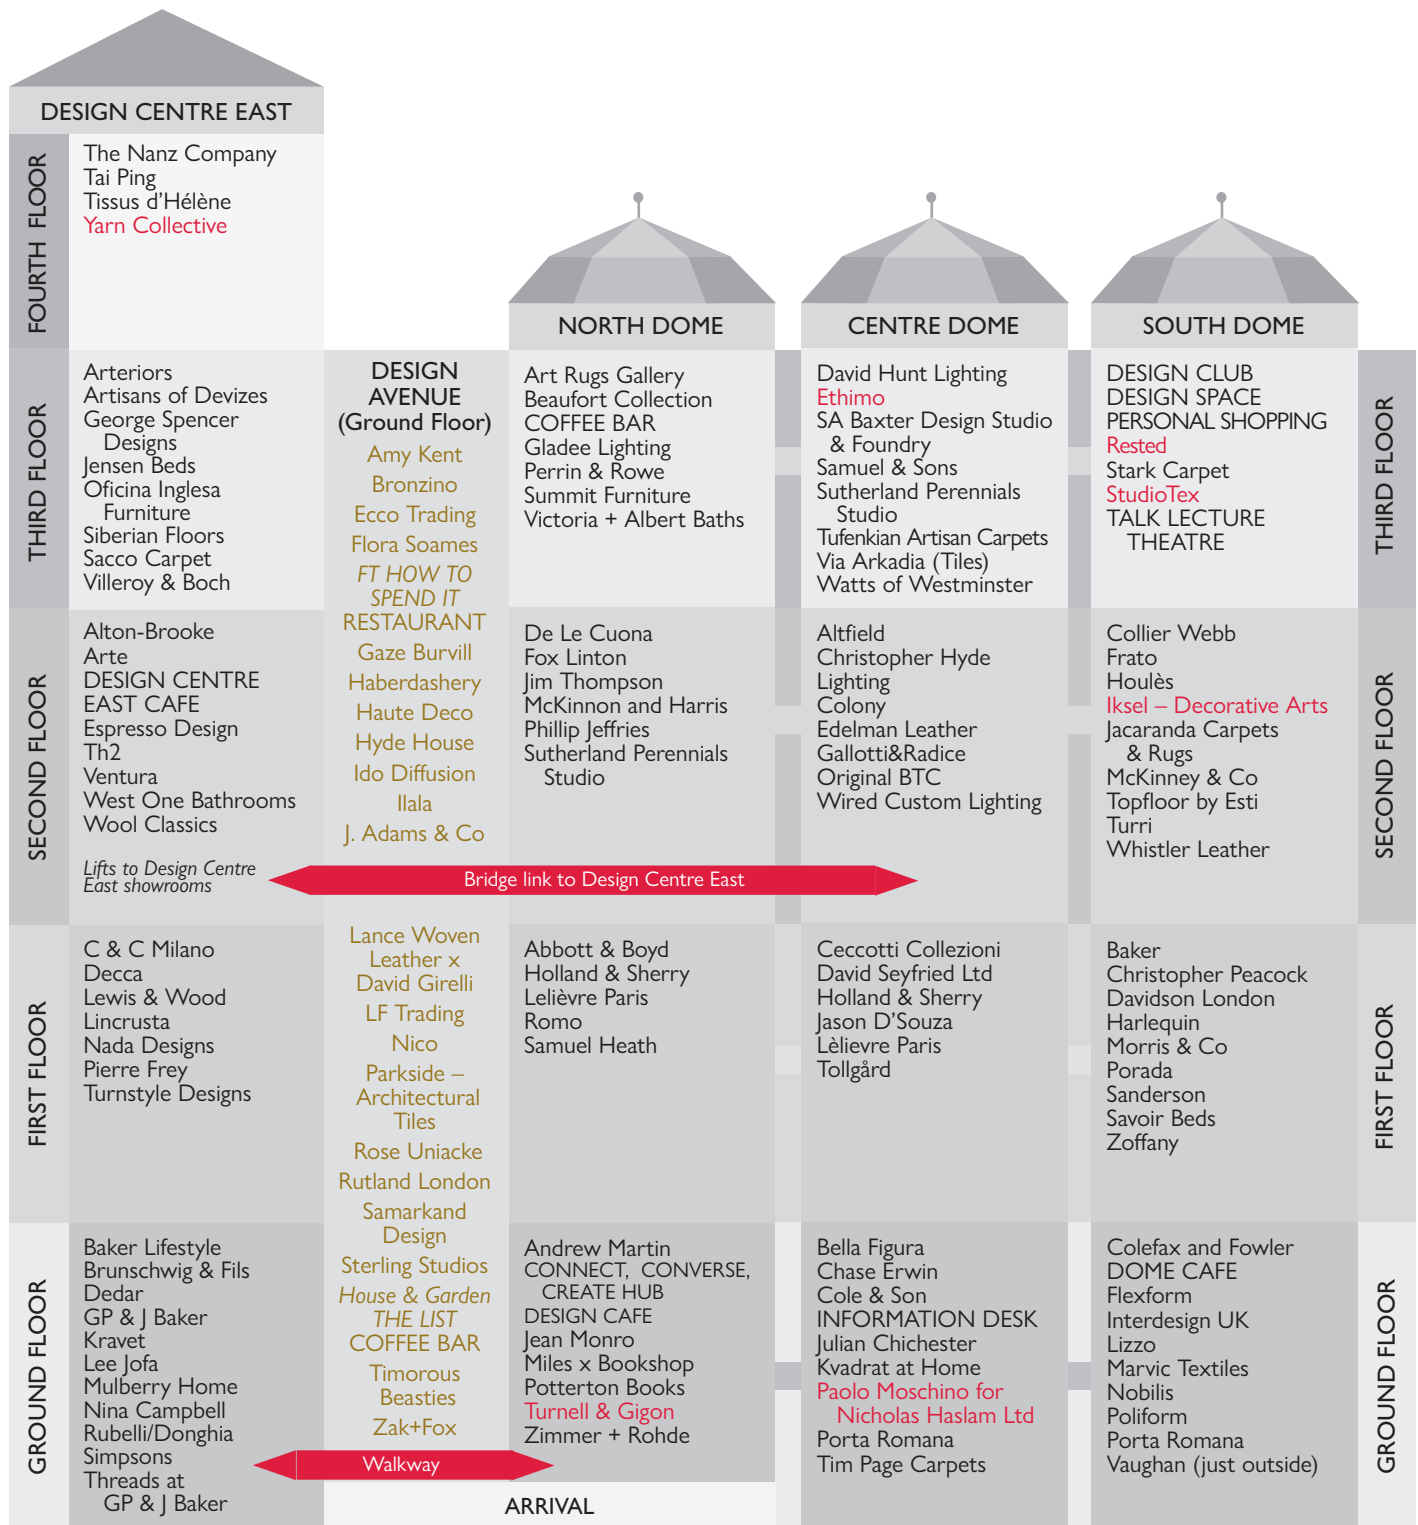 DESIGN CENTRE EAST
FOURTH FLOOR
The Nanz Company
Tai Ping
Tissus d’Hélène
Yarn Collective
THIRD FLOOR
Arteriors
Artisans of Devizes
George Spencer
Designs
Jensen Beds
Oficina Inglesa
Furniture
Siberian Floors
Sacco Carpet
Villeroy & Boch
SECOND FLOOR
Alton-Brooke
Arte
DESIGN CENTRE
EAST CAFE
Espresso Design
Th2
Ventura
West One Bathrooms
Wool Classics
Lifts to Design Centre
East showrooms
FIRST FLOOR
C & C Milano
Decca
Lewis & Wood
Lincrusta
Nada Designs
Pierre Frey
Turnstyle Designs
GROUND FLOOR
Baker Lifestyle
Brunschwig & Fils
Dedar
GP & J Baker
Kravet
Lee Jofa
Mulberry Home
Nina Campbell
Rubelli/Donghia
Simpsons
Threads at
GP & J Baker
DESIGN
AVENUE
(Ground Floor)
Amy Kent
Bronzino
Ecco Trading
Flora Soames
FT HOW TO
SPEND IT
RESTAURANT
Gaze Burvill
Haberdashery
Haute Deco
Hyde House
Ido Diffusion
Ilala
J. Adams & Co
Bridge link to Design Centre East
Lance Woven
Leather x
David Girelli
LF Trading
Nico
Parkside –
Architectural
Tiles
Rose Uniacke
Rutland London
Samarkand
Design
Sterling Studios
House & Garden
THE LIST
COFFEE BAR
Timorous
Beasties
Zak+Fox
Walkway
ARRIVAL
NORTH DOME
Art Rugs Gallery
Beaufort Collection
COFFEE BAR
Gladee Lighting
Perrin & Rowe
Summit Furniture
Victoria + Albert Baths
De Le Cuona
Fox Linton
Jim Thompson
McKinnon and Harris
Phillip Jeffries
Sutherland Perennials
Studio
Abbott & Boyd
Holland & Sherry
Lelièvre Paris
Romo
Samuel Heath
Andrew Martin
CONNECT, CONVERSE,
CREATE HUB
DESIGN CAFE
Jean Monro
Miles x Bookshop
Potterton Books
Turnell & Gigon
Zimmer + Rohde
CENTRE DOME
David Hunt Lighting
Ethimo
SA Baxter Design Studio
& Foundry
Samuel & Sons
Sutherland Perennials
Studio
Tufenkian Artisan Carpets
Via Arkadia (Tiles)
Watts of Westminster
Altfield
Christopher Hyde
Lighting
Colony
Edelman Leather
Gallotti&Radice
Original BTC
Wired Custom Lighting
Ceccotti Collezioni
David Seyfried Ltd
Holland & Sherry
Jason D’Souza
Lèlievre Paris
Tollgård
Bella Figura
Chase Erwin
Cole & Son
INFORMATION DESK
Julian Chichester
Kvadrat at Home
Paolo Moschino for
Nicholas Haslam Ltd
Porta Romana
Tim Page Carpets
SOUTH DOME
DESIGN CLUB
DESIGN SPACE
PERSONAL SHOPPING
Rested
Stark Carpet
StudioTex
TALK LECTURE
THEATRE
THIRD FLOOR
Collier Webb
Frato
Houlès
Iksel – Decorative Arts
Jacaranda Carpets
& Rugs
McKinney & Co
Topfloor by Esti
Turri
Whistler Leather
SECOND FLOOR
Baker
Christopher Peacock
Davidson London
Harlequin
Morris & Co
Porada
Sanderson
Savoir Beds
Zoffany
FIRST FLOOR
Colefax and Fowler
DOME CAFE
Flexform
Interdesign UK
Lizzo
Marvic Textiles
Nobilis
Poliform
Porta Romana
Vaughan (just outside)
GROUND FLOOR